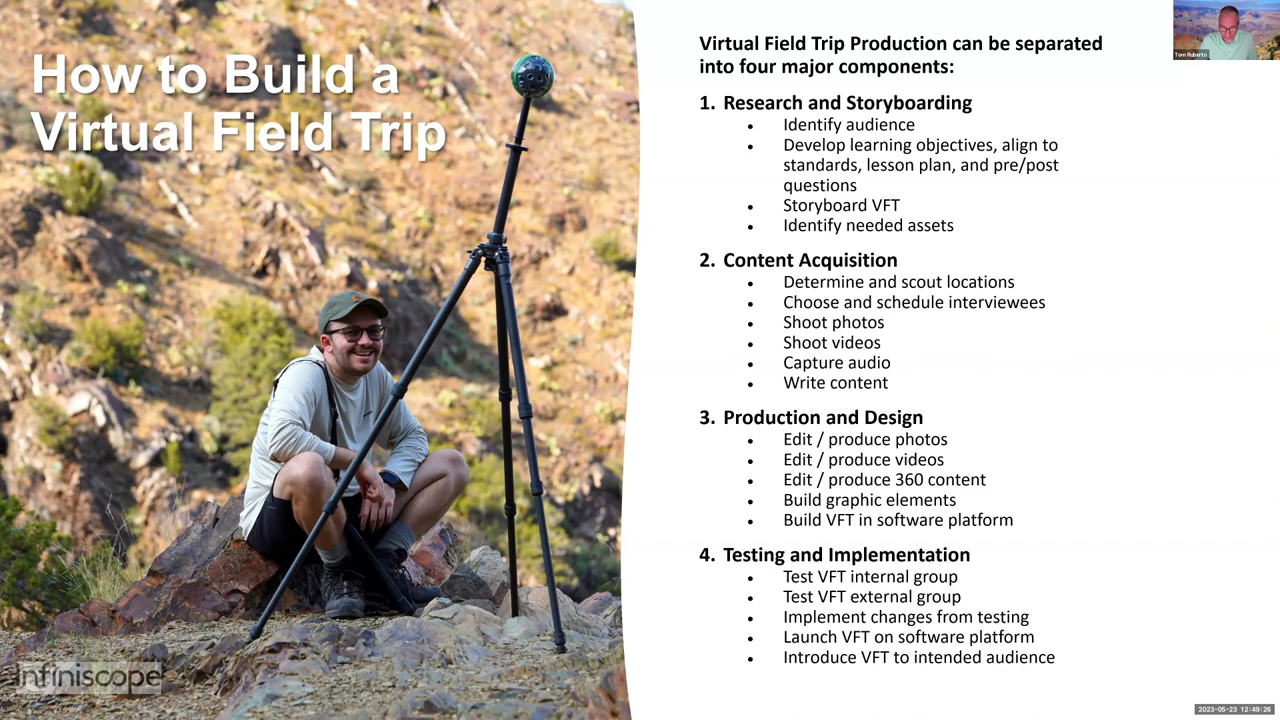 How to Build a
Virtual Field Trip
Virtual Field Trip Production can be separated
into four major components:
1. Research and Storyboarding
• Identify audience
• Develop learning objectives, align to
standards, lesson plan, and pre/post
questions
• Storyboard VFT
• Identify needed assets
2. Content Acquisition
• Determine and scout locations
• Choose and schedule interviewees
• Shoot photos
• Shoot videos
• Capture audio
• Write content
3. Production and Design
• Edit / produce photos
• Edit / produce videos
• Edit / produce 360 content
• Build graphic elements
• Build VFT in software platform
4. Testing and Implementation
• Test VFT internal group
• Test VFT external group
• Implement changes from testing
• Launch VFT on software platform
• Introduce VFT to intended audience
infiniscope
Tom Ruberto
2023-05-23 12:49:26